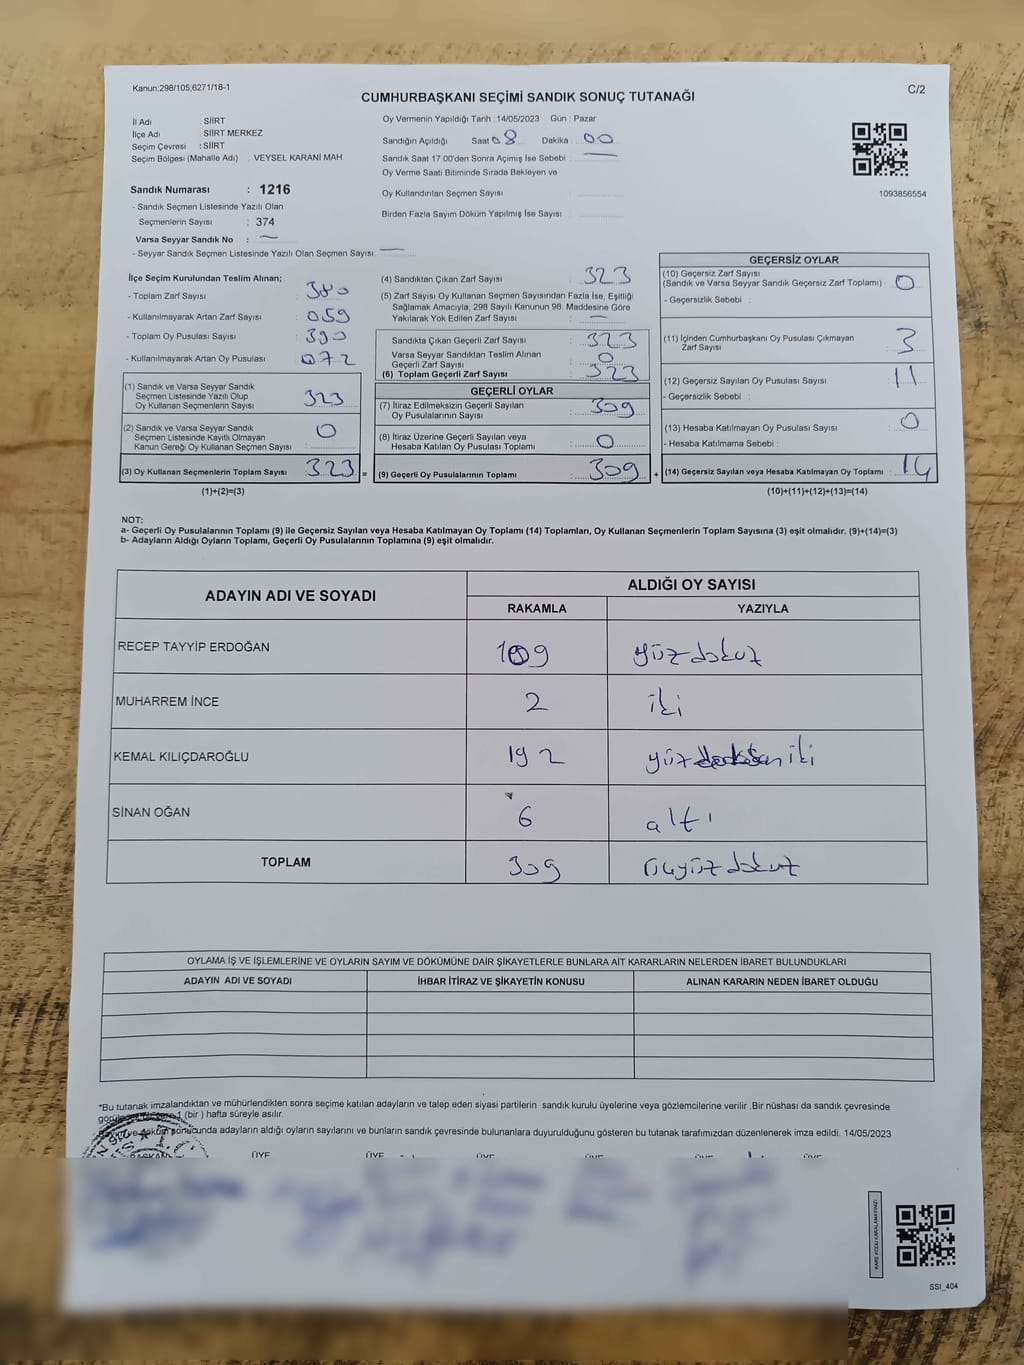 Kanun:298/105,6271/18-1
CUMHURBAŞKANI SEÇİMİ SANDIK SONUÇ TUTANAĞI
C/2
İl Adı : SİİRT
İlçe Adı : SİİRT MERKEZ
Seçim Çevresi : SİİRT
Seçim Bölgesi (Mahalle Adı) : VEYSEL KARANİ MAH.
Sandık Numarası : 1216
- Sandık Seçmen Listesinde Yazılı Olan
Seçmenlerin Sayısı : 374
Varsa Seyyar Sandık No : —
- Seyyar Sandık Seçmen Listesinde Yazılı Olan Seçmen Sayısı: —
Oy Vermenin Yapıldığı Tarih : 14/05/2023 Gün : Pazar
Sandığın Açıldığı Saat 08 Dakika : 00
Sandık Saat 17:00'den Sonra Açımış İse Sebebi : —
Oy Verme Saati Bitiminde Sırada Bekleyen ve
Oy Kullandırılan Seçmen Sayısı :
Birden Fazla Sayım Döküm Yapılmış İse Sayısı :
1093856554
İlçe Seçim Kurulundan Teslim Alınan;
- Toplam Zarf Sayısı : 380
- Kullanılmayarak Artan Zarf Sayısı : 059
- Toplam Oy Pusulası Sayısı : 390
- Kullanılmayarak Artan Oy Pusulası : 072
(1) Sandık ve Varsa Seyyar Sandık
Seçmen Listesinde Yazılı Olup
Oy Kullanan Seçmenlerin Sayısı : 323
(2) Sandık ve Varsa Seyyar Sandık
Seçmen Listesinde Kayıtlı Olmayan
Kanun Gereği Oy Kullanan Seçmen Sayısı : 0
(3) Oy Kullanan Seçmenlerin Toplam Sayısı : 323 =
(1)+(2)=(3)
(4) Sandıktan Çıkan Zarf Sayısı : 323
(5) Zarf Sayısı Oy Kullanan Seçmen Sayısından Fazla İse, Eşitliği
Sağlamak Amacıyla; 298 Sayılı Kanunun 98. Maddesine Göre
Yakılarak Yok Edilen Zarf Sayısı : —
Sandıkta Çıkan Geçerli Zarf Sayısı : 323
Varsa Seyyar Sandıktan Teslim Alınan
Geçerli Zarf Sayısı : 0
(6) Toplam Geçerli Zarf Sayısı : 323
GEÇERLİ OYLAR
(7) İtiraz Edilmeksizin Geçerli Sayılan
Oy Pusulalarının Sayısı : 309
(8) İtiraz Üzerine Geçerli Sayılan veya
Hesaba Katılan Oy Pusulası Toplamı : 0
(9) Geçerli Oy Pusulalarının Toplamı : 309 +
GEÇERSİZ OYLAR
(10) Geçersiz Zarf Sayısı
(Sandık ve Varsa Seyyar Sandık Geçersiz Zarf Toplamı) : 0
- Geçersizlik Sebebi :
(11) İçinden Cumhurbaşkanı Oy Pusulası Çıkmayan
Zarf Sayısı : 3
(12) Geçersiz Sayılan Oy Pusulası Sayısı : 11
- Geçersizlik Sebebi :
(13) Hesaba Katılmayan Oy Pusulası Sayısı : 0
- Hesaba Katılmama Sebebi :
(14) Geçersiz Sayılan veya Hesaba Katılmayan Oy Toplamı : 14
(10)+(11)+(12)+(13)=(14)
NOT:
a- Geçerli Oy Pusulalarının Toplamı (9) ile Geçersiz Sayılan veya Hesaba Katılmayan Oy Toplamı (14) Toplamları, Oy Kullanan Seçmenlerin Toplam Sayısına (3) eşit olmalıdır. (9)+(14)=(3)
b- Adayların Aldığı Oyların Toplamı, Geçerli Oy Pusulalarının Toplamına (9) eşit olmalıdır.
ADAYIN ADI VE SOYADI
ALDIĞI OY SAYISI
RAKAMLA YAZIYLA
RECEP TAYYİP ERDOĞAN 109 yüzdokuz
MUHARREM İNCE 2 iki
KEMAL KILIÇDAROĞLU 192 iki
SİNAN OĞAN 6 altı
TOPLAM 309 üçyüzdokuz
OYLAMA İŞ VE İŞLEMLERİNE VE OYLARIN SAYIM VE DÖKÜMÜNE DAİR ŞİKAYETLERLE BUNLARA AİT KARARLARIN NELERDEN İBARET BULUNDUKLARI
ADAYIN ADI VE SOYADI İHBAR İTİRAZ VE ŞİKAYETİN KONUSU ALINAN KARARIN NEDEN İBARET OLDUĞU
*Bu tutanak imzalandıktan ve mühürlendikten sonra seçime katılan adayların ve talep eden siyasi partilerin sandık kurulu üyelerine veya gözlemcilerine verilir .Bir nüshası da sandık çevresinde
1 (bir ) hafta süreyle asılır.
sonucunda adayların aldığı oyların sayılarını ve bunların sandık çevresinde bulunanlara duyurulduğunu gösteren bu tutanak tarafımızdan düzenlenerek imza edildi. 14/05/2023
BAŞKAN ÜYE ÜYE ÜYE ÜYE ÜYE ÜYE
KARE KODU KARALAMAYINIZ!
SSI_404